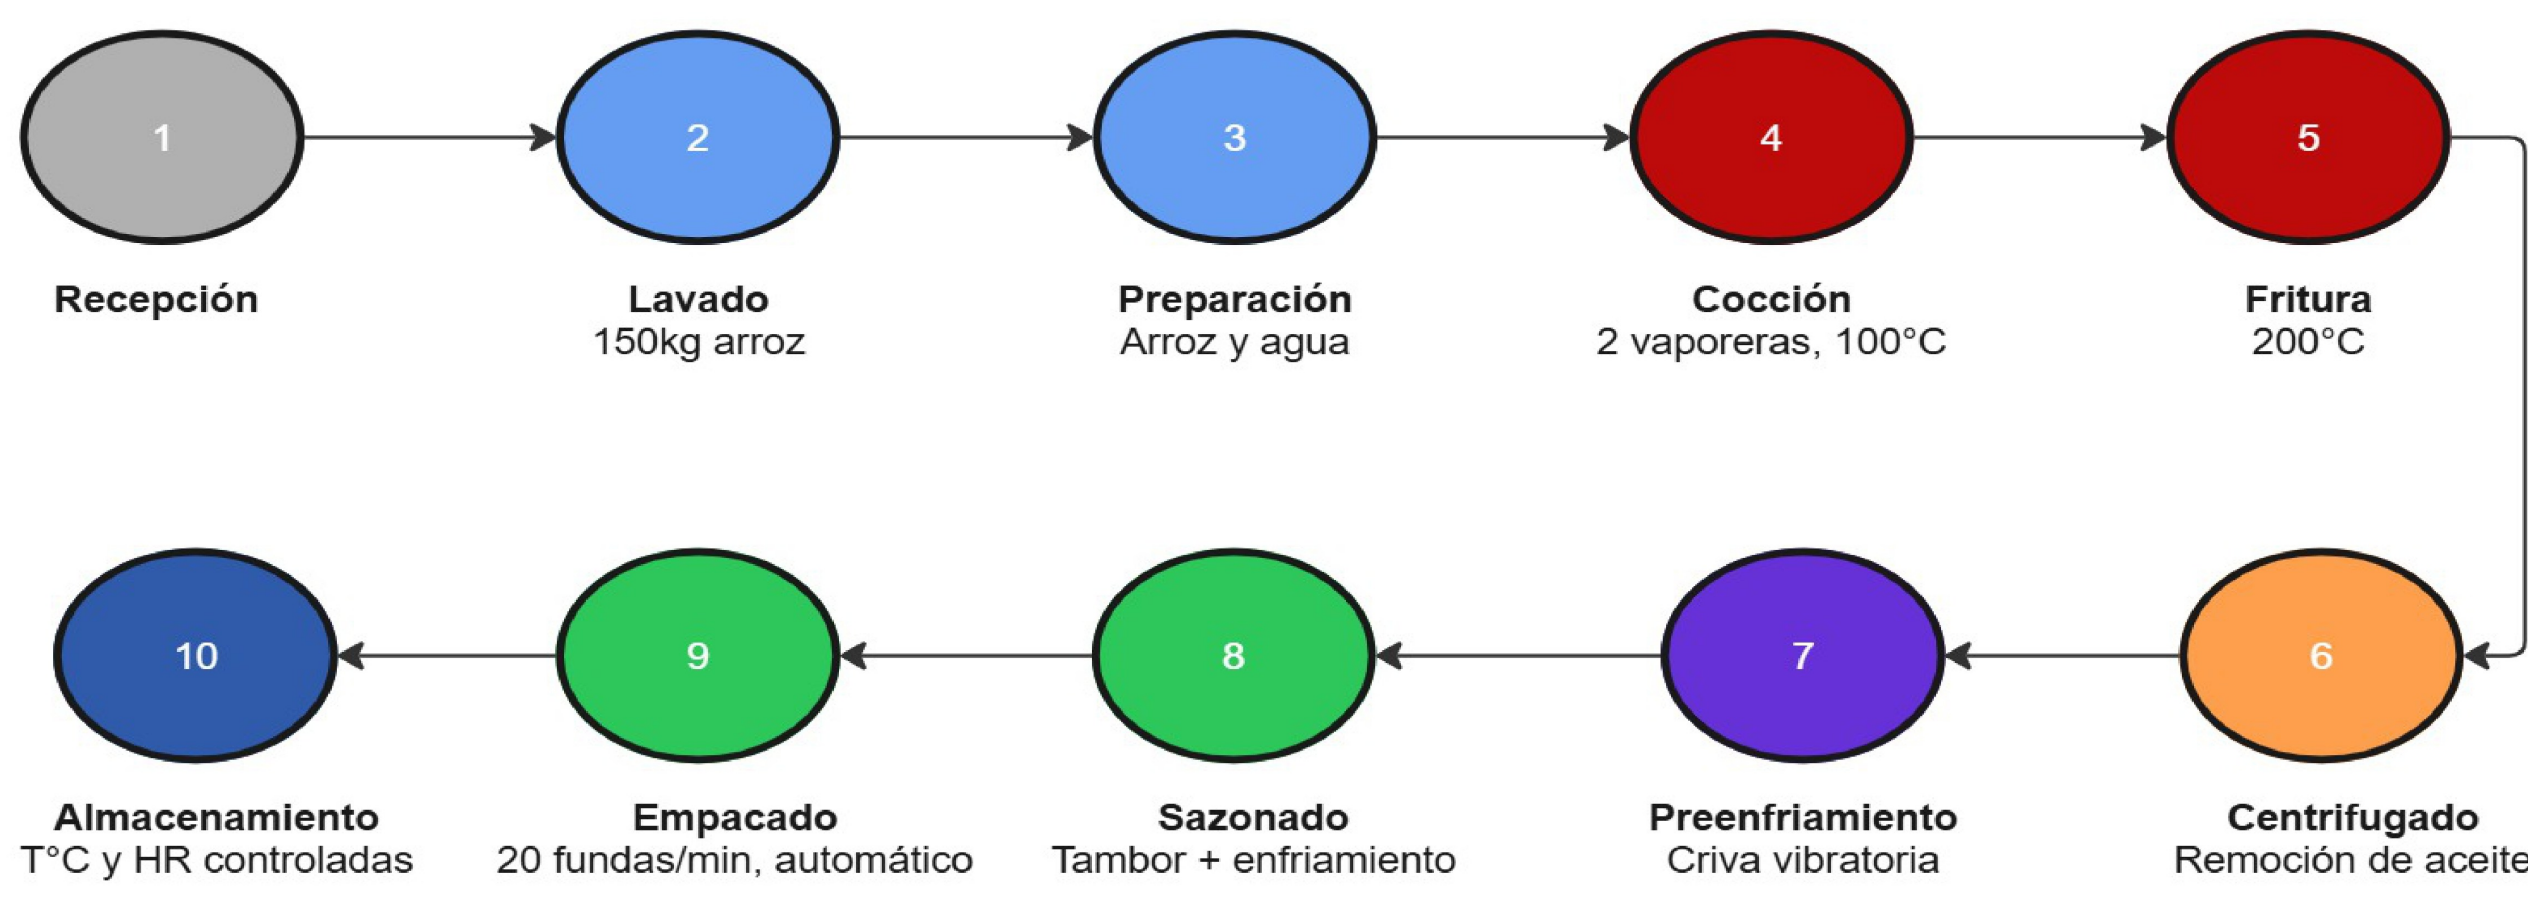 1
2
3
4
5
Recepción
Lavado
150kg arroz
Preparación
Arroz y agua
Cocción
2 vaporeras, 100°C
Fritura
200°C
10
9
8
7
6
Almacenamiento
T°C y HR controladas
Empacado
20 fundas/min, automático
Sazonado
Tambor + enfriamiento
Preenfriamiento
Criva vibratoria
Centrifugado
Remoción de aceite